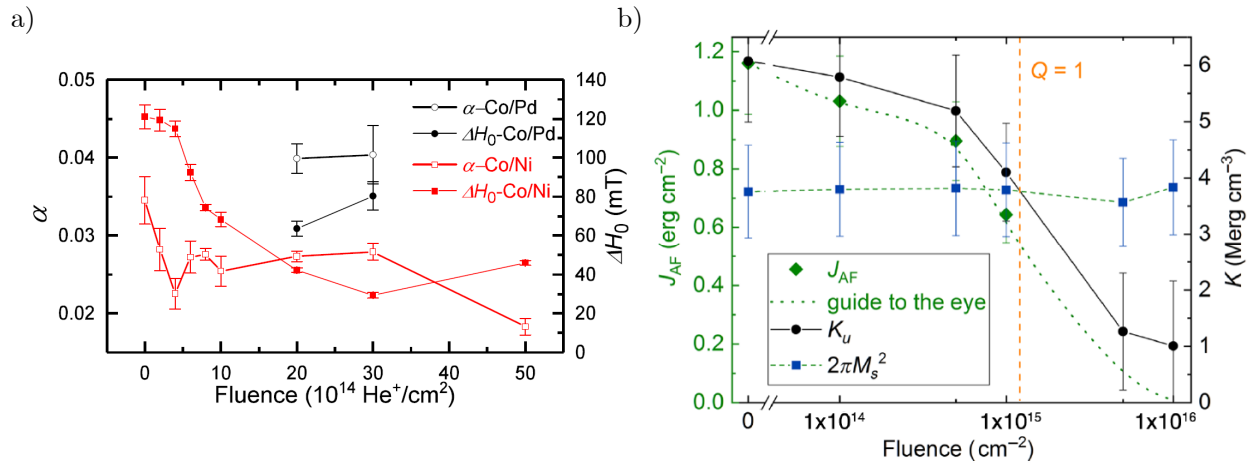 a)
0.05
0.04
0.03
0.02
α
0
10
20
30
40
50
Fluence (10¹⁴ He⁺/cm²)
140
120
100
80
60
40
20
0
ΔH₀ (mT)
α–Co/Pd
ΔH₀-Co/Pd
α–Co/Ni
ΔH₀-Co/Ni
b)
1.2
1.0
0.8
0.6
0.4
0.2
0.0
J_AF (erg cm⁻²)
Q = 1
J_AF
guide to the eye
K_u
2πM_s²
0
1x10¹⁴
1x10¹⁵
1x10¹⁶
Fluence (cm⁻²)
6
5
4
3
2
1
0
K (Merg cm⁻³)